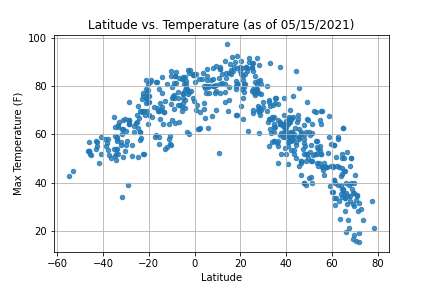 Latitude vs. Temperature (as of 05/15/2021)
100
80
60
40
20
Max Temperature (F)
−60 −40 −20 0 20 40 60 80
Latitude